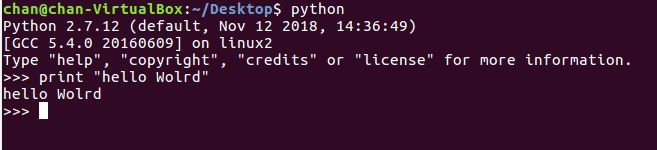 chan@chan-VirtualBox:~/Desktop$ python
Python 2.7.12 (default, Nov 12 2018, 14:36:49)
[GCC 5.4.0 20160609] on linux2
Type "help", "copyright", "credits" or "license" for more information.
>>> print "hello Wolrd"
hello Wolrd
>>>